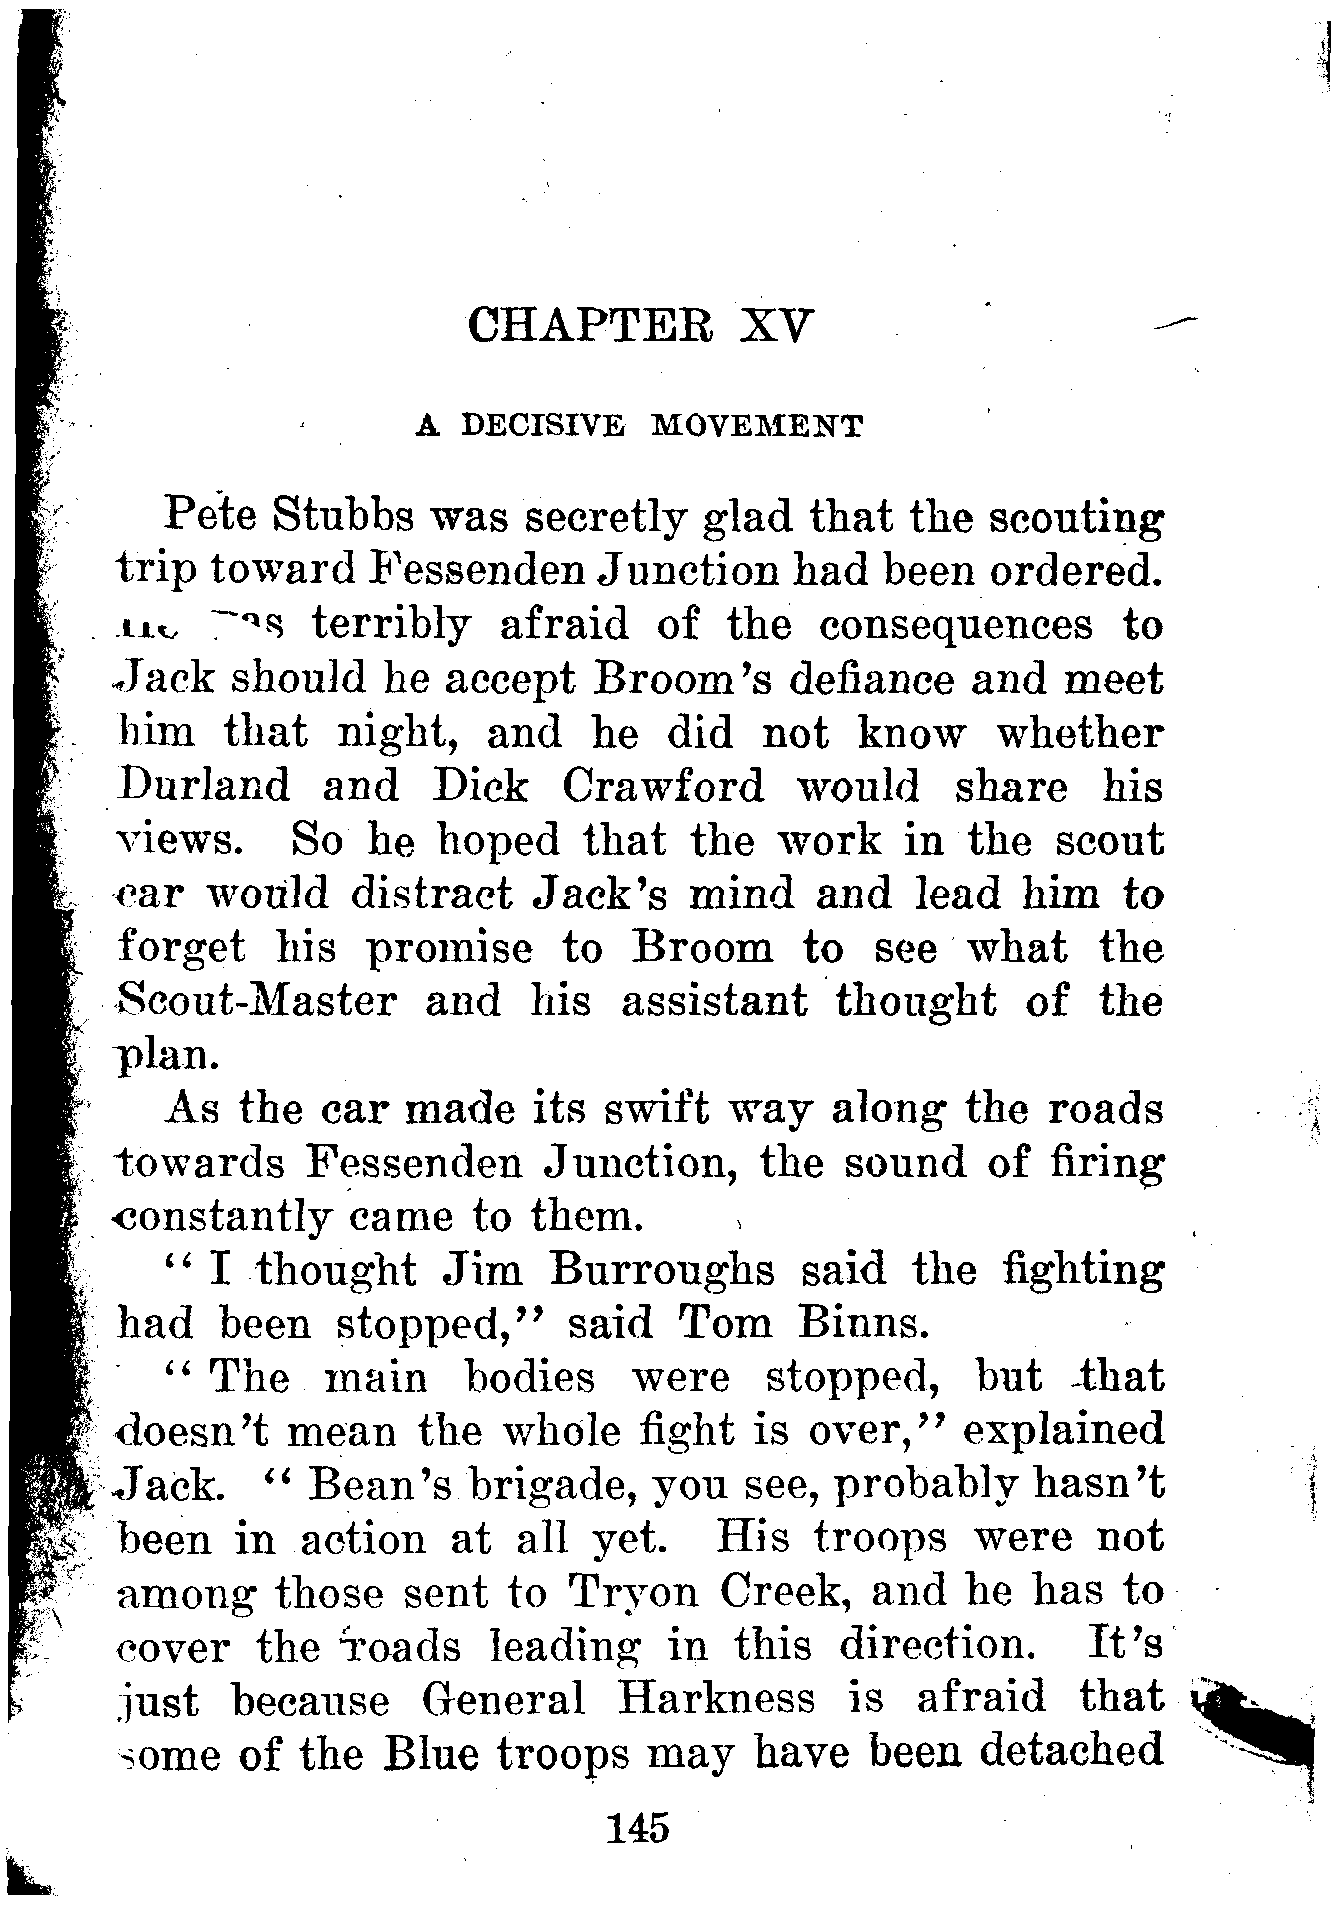 CHAPTER XV
A DECISIVE MOVEMENT
Pete Stubbs was secretly glad that the scouting
trip toward Fessenden Junction had been ordered.
terribly afraid of the consequences to
Jack should he accept Broom's defiance and meet
him that night, and he did not know whether
Durland and Dick Crawford would share his
views. So he hoped that the work in the scout
car would distract Jack's mind and lead him to
forget his promise to Broom to see what the
Scout-Master and his assistant thought of the
plan.
As the car made its swift way along the roads
towards Fessenden Junction, the sound of firing
constantly came to them.
“ I thought Jim Burroughs said the fighting
had been stopped,” said Tom Binns.
“ The main bodies were stopped, but that
doesn't mean the whole fight is over,” explained
Jack. “ Bean's brigade, you see, probably hasn't
been in action at all yet. His troops were not
among those sent to Tryon Creek, and he has to
cover the roads leading in this direction. It's
just because General Harkness is afraid that
some of the Blue troops may have been detached
145